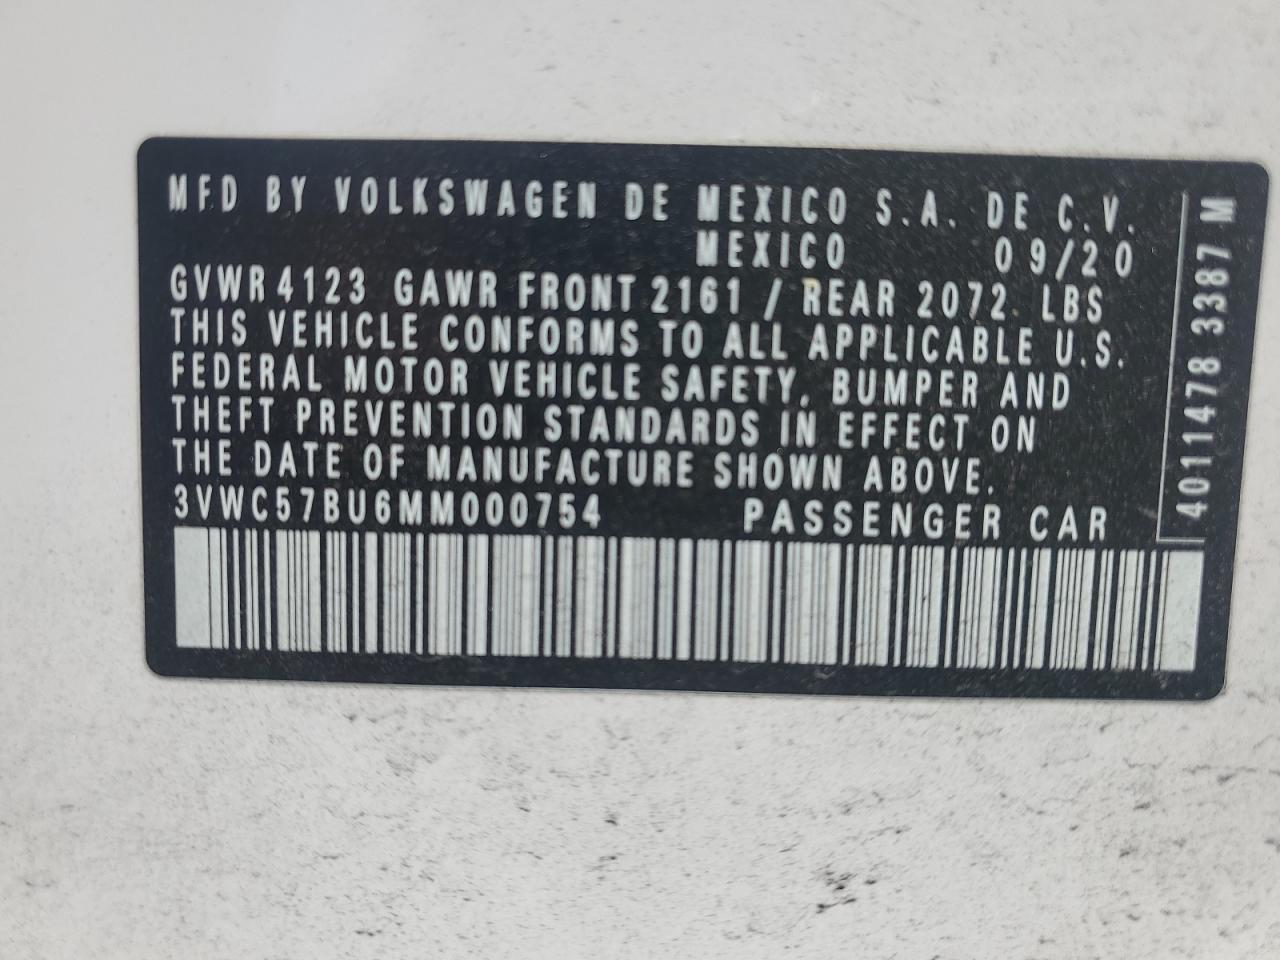 MFD BY VOLKSWAGEN DE MEXICO S.A. DE C.V.
MEXICO 09/20
GVWR 4123 GAWR FRONT 2161 / REAR 2072 LBS
THIS VEHICLE CONFORMS TO ALL APPLICABLE U.S.
FEDERAL MOTOR VEHICLE SAFETY, BUMPER AND
THEFT PREVENTION STANDARDS IN EFFECT ON
THE DATE OF MANUFACTURE SHOWN ABOVE.
3VWC57BU6MM000754 PASSENGER CAR
4011478 3387 M